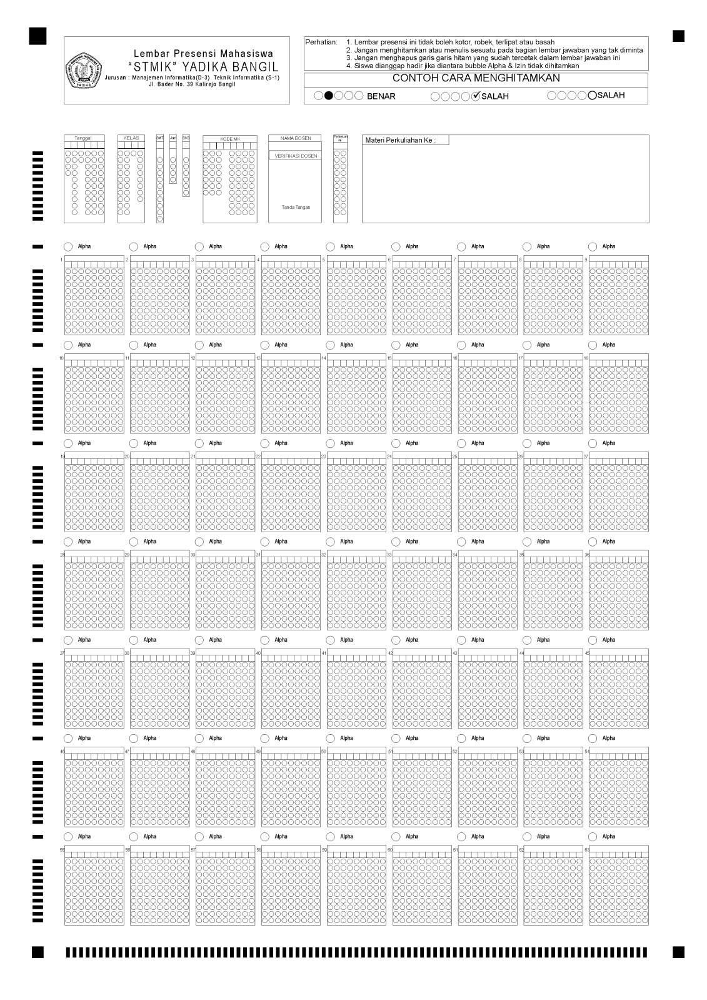 Lembar Presensi Mahasiswa
“STMIK” YADIKA BANGIL
Jurusan : Manajemen Informatika(D-3) Teknik Informatika (S-1)
Jl. Bader No. 39 Kalirejo Bangil
STMIK
YADIKA
Perhatian: 1. Lembar presensi ini tidak boleh kotor, robek, terlipat atau basah
2. Jangan menghitamkan atau menulis sesuatu pada bagian lembar jawaban yang tak diminta
3. Jangan menghapus garis garis hitam yang sudah tercetak dalam lembar jawaban ini
4. Siswa dianggap hadir jika diantara bubble Alpha & Izin tidak dihitamkan
CONTOH CARA MENGHITAMKAN
BENAR SALAH SALAH
Tanggal KELAS SMT Jam SKS KODE MK NAMA DOSEN Pertemuan ke : Materi Perkuliahan Ke :
VERIFIKASI DOSEN
Tanda Tangan
Alpha Alpha Alpha Alpha Alpha Alpha Alpha Alpha Alpha
1 2 3 4 5 6 7 8 9
Alpha Alpha Alpha Alpha Alpha Alpha Alpha Alpha Alpha
10 11 12 13 14 15 16 17 18
Alpha Alpha Alpha Alpha Alpha Alpha Alpha Alpha Alpha
19 20 21 22 23 24 25 26 27
Alpha Alpha Alpha Alpha Alpha Alpha Alpha Alpha Alpha
28 29 30 31 32 33 34 35 36
Alpha Alpha Alpha Alpha Alpha Alpha Alpha Alpha Alpha
37 38 39 40 41 42 43 44 45
Alpha Alpha Alpha Alpha Alpha Alpha Alpha Alpha Alpha
46 47 48 49 50 51 52 53 54
Alpha Alpha Alpha Alpha Alpha Alpha Alpha Alpha Alpha
55 56 57 58 59 60 61 62 63